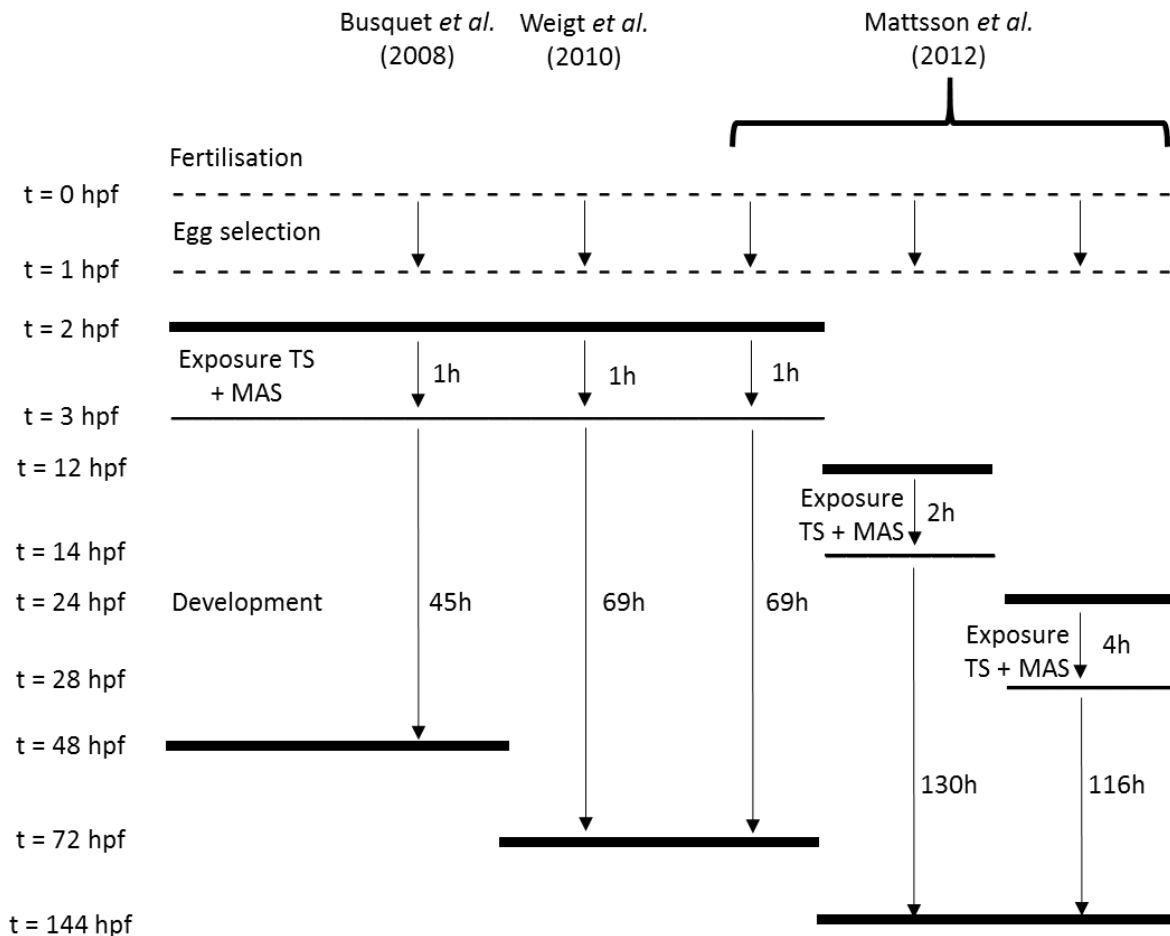 Busquet et al.
(2008)
Weigt et al.
(2010)
Mattsson et al.
(2012)
Fertilisation
t = 0 hpf
Egg selection
t = 1 hpf
t = 2 hpf
Exposure TS
+ MAS
1h
1h
1h
t = 3 hpf
t = 12 hpf
Exposure
TS + MAS
2h
t = 14 hpf
t = 24 hpf
Development
45h
69h
69h
Exposure
TS + MAS
4h
t = 28 hpf
t = 48 hpf
130h
116h
t = 72 hpf
t = 144 hpf